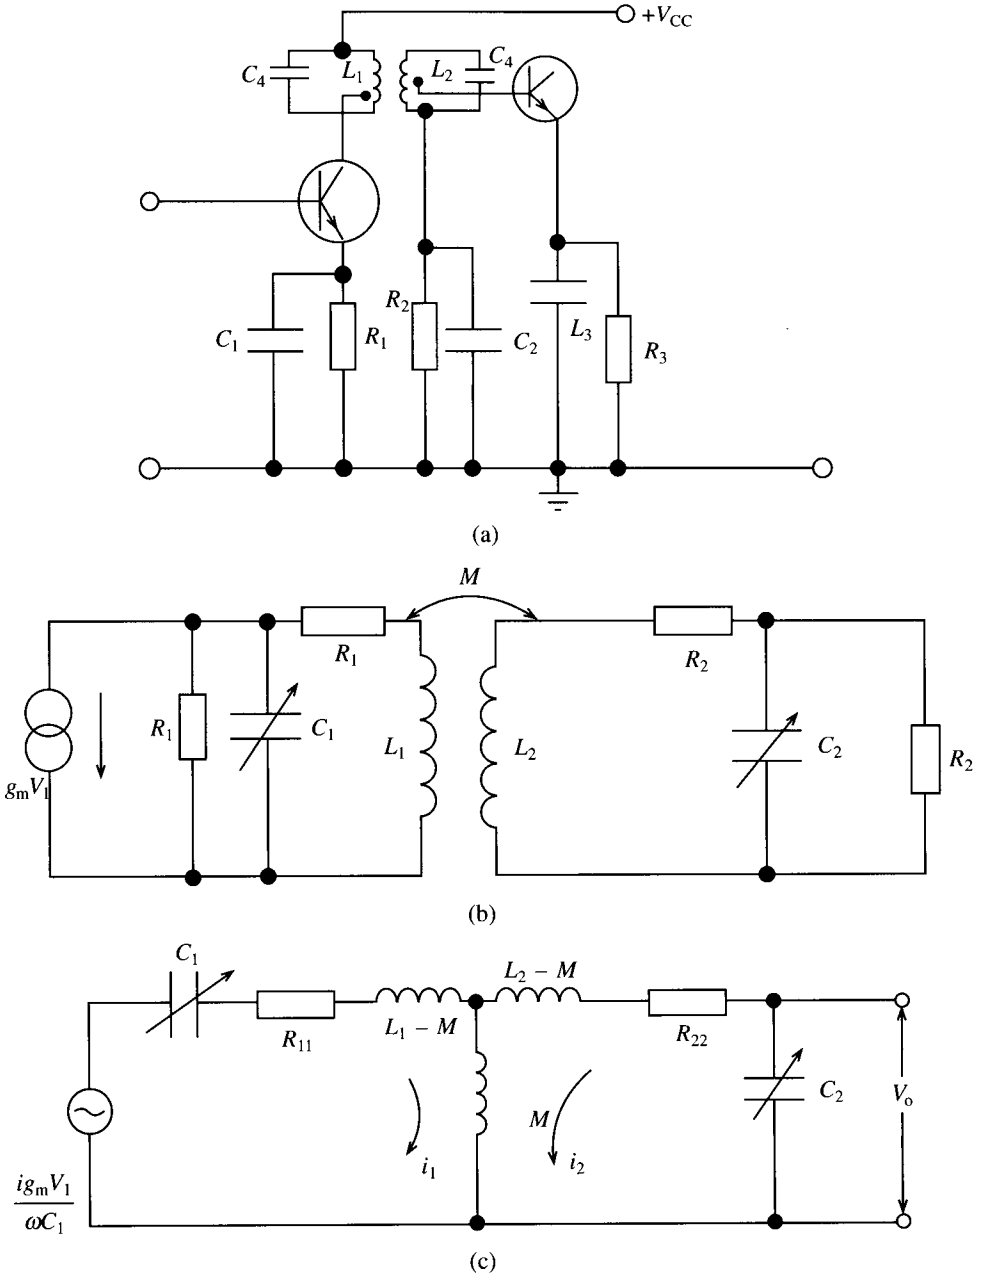 +V_CC
C_4
L_1
L_2
C_4
C_1
R_1
R_2
C_2
L_3
R_3
(a)
M
R_1
R_2
R_1
C_1
L_1
L_2
C_2
R_2
g_mV_1
(b)
C_1
L_2 – M
R_11
L_1 – M
R_22
C_2
V_o
M
i_1
i_2
ig_mV_1
ωC_1
(c)